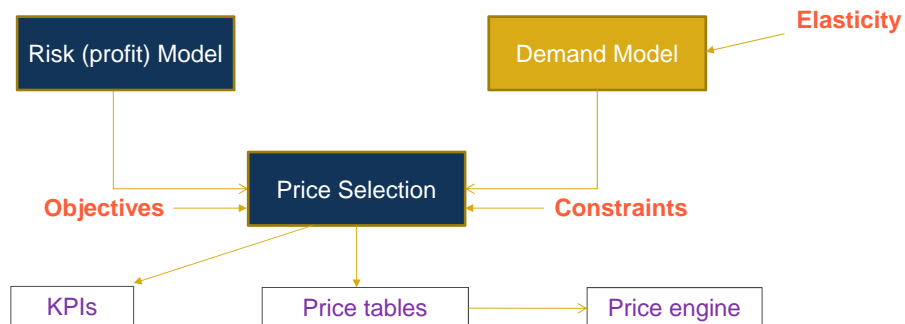 Elasticity
Risk (profit) Model
Demand Model
Price Selection
Objectives
Constraints
KPIs
Price tables
Price engine